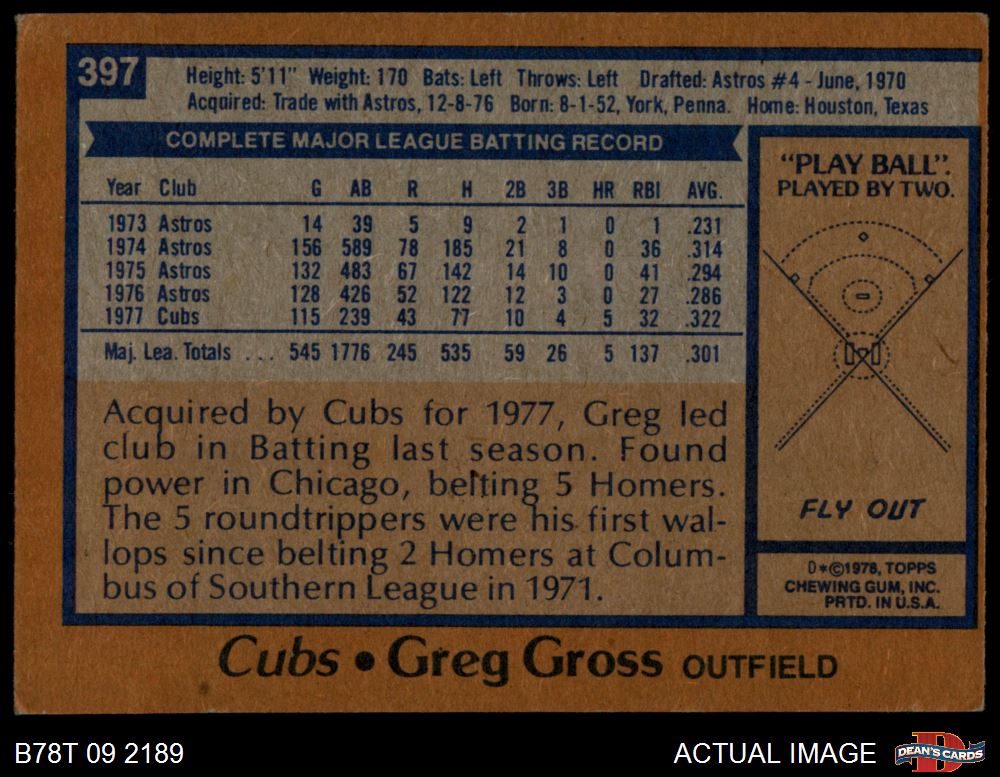 397
Height: 5'11" Weight: 170 Bats: Left Throws: Left Drafted: Astros #4 - June, 1970
Acquired: Trade with Astros, 12-8-76 Born: 8-1-52, York, Penna. Home: Houston, Texas
COMPLETE MAJOR LEAGUE BATTING RECORD
Year Club G AB R H 2B 3B HR RBI AVG.
1973 Astros 14 39 5 9 2 1 0 1 .231
1974 Astros 156 589 78 185 21 8 0 36 .314
1975 Astros 132 483 67 142 14 10 0 41 .294
1976 Astros 128 426 52 122 12 3 0 27 .286
1977 Cubs 115 239 43 77 10 4 5 32 .322
Maj. Lea. Totals ... 545 1776 245 535 59 26 5 137 .301
Acquired by Cubs for 1977, Greg led
club in Batting last season. Found
power in Chicago, belting 5 Homers.
The 5 roundtrippers were his first wal-
lops since belting 2 Homers at Colum-
bus of Southern League in 1971.
"PLAY BALL".
PLAYED BY TWO.
FLY OUT
D*©1978, TOPPS
CHEWING GUM, INC.
PRTD. IN U.S.A.
Cubs • Greg Gross OUTFIELD
B78T 09 2189
ACTUAL IMAGE
D
DEAN'S CARDS